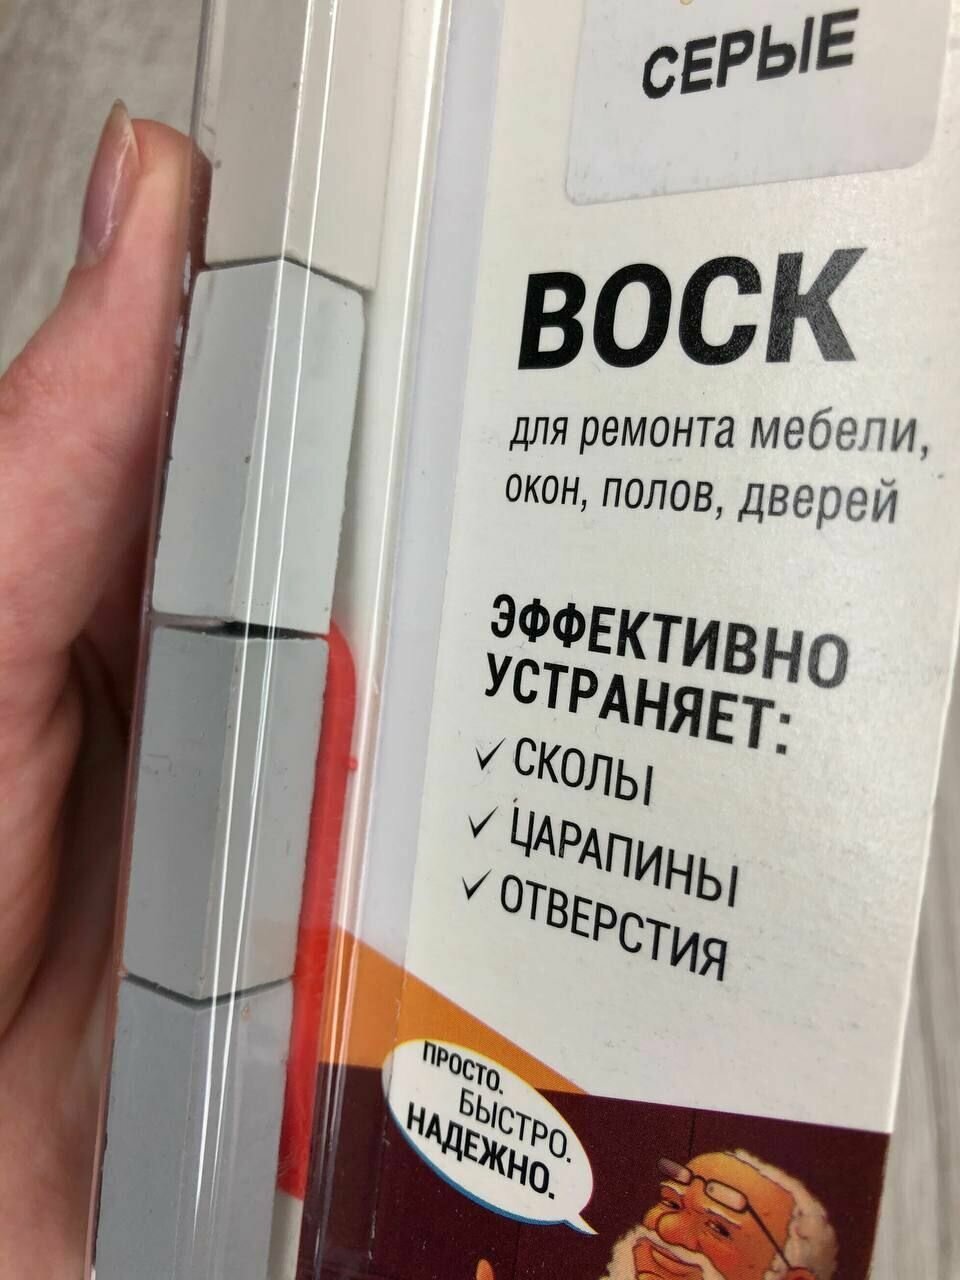 СЕРЫЕ
ВОСК
для ремонта мебели,
окон, полов, дверей
ЭФФЕКТИВНО
УСТРАНЯЕТ:
✓ СКОЛЫ
✓ ЦАРАПИНЫ
✓ ОТВЕРСТИЯ
ПРОСТО.
БЫСТРО.
НАДЕЖНО.